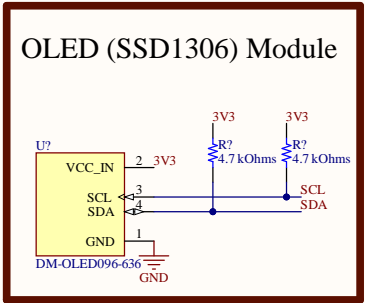 OLED (SSD1306) Module
3V3 3V3
U? R? R?
4.7 kOhms 4.7 kOhms
VCC_IN 2 3V3
SCL 3 SCL
SDA 4 SDA
GND 1
DM-OLED096-636
GND